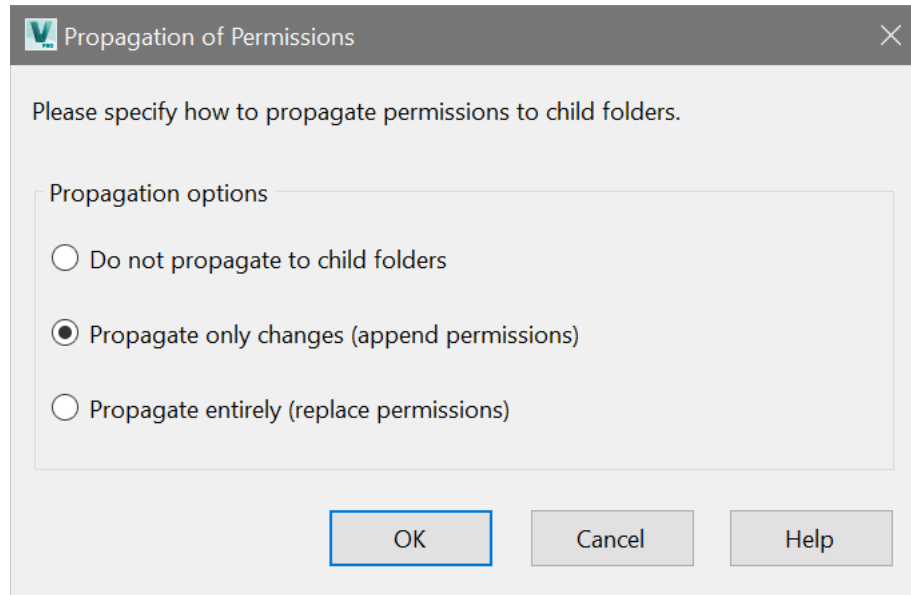 V PRO
Propagation of Permissions
Please specify how to propagate permissions to child folders.
Propagation options
Do not propagate to child folders
Propagate only changes (append permissions)
Propagate entirely (replace permissions)
OK
Cancel
Help